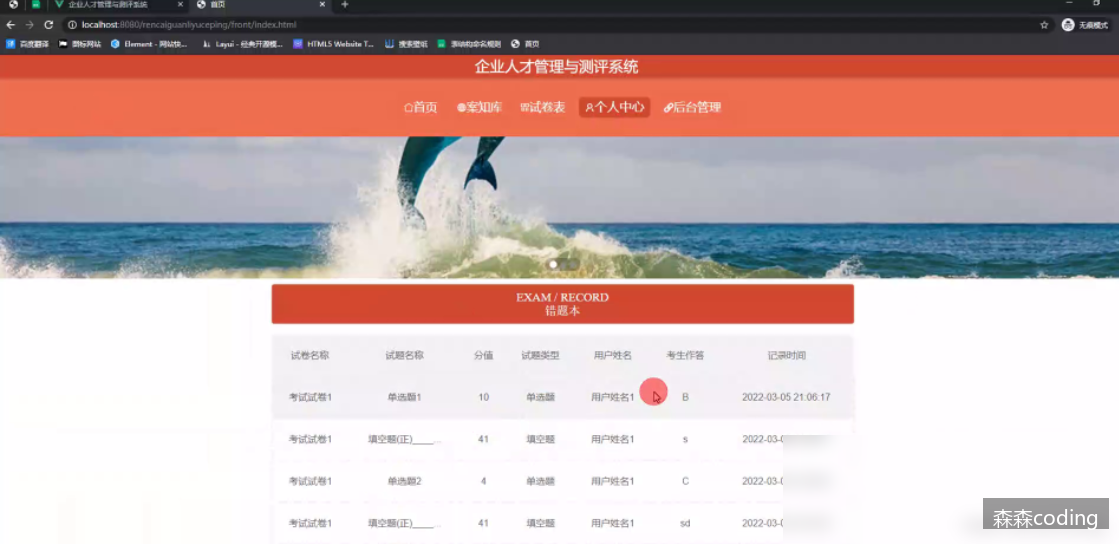 企业人才管理与测评系统
首页
localhost:8080/rencaiguanliyuceping/front/index.html
无痕模式
百度翻译 图标网站 Element - 网站快... Layui - 经典开源模... HTML5 Website T... 搜索壁纸 表结构命名规则 首页
企业人才管理与测评系统
首页 案知库 试卷表 个人中心 后台管理
EXAM / RECORD
错题本
试卷名称 试题名称 分值 试题类型 用户姓名 考生作答 记录时间
考试试卷1 单选题1 10 单选题 用户姓名1 B 2022-03-05 21:06:17
考试试卷1 填空题(正)____... 41 填空题 用户姓名1 s 2022-03-
考试试卷1 单选题2 4 单选题 用户姓名1 C 2022-03-
考试试卷1 填空题(正)____... 41 填空题 用户姓名1 sd 2022-03-
森森coding